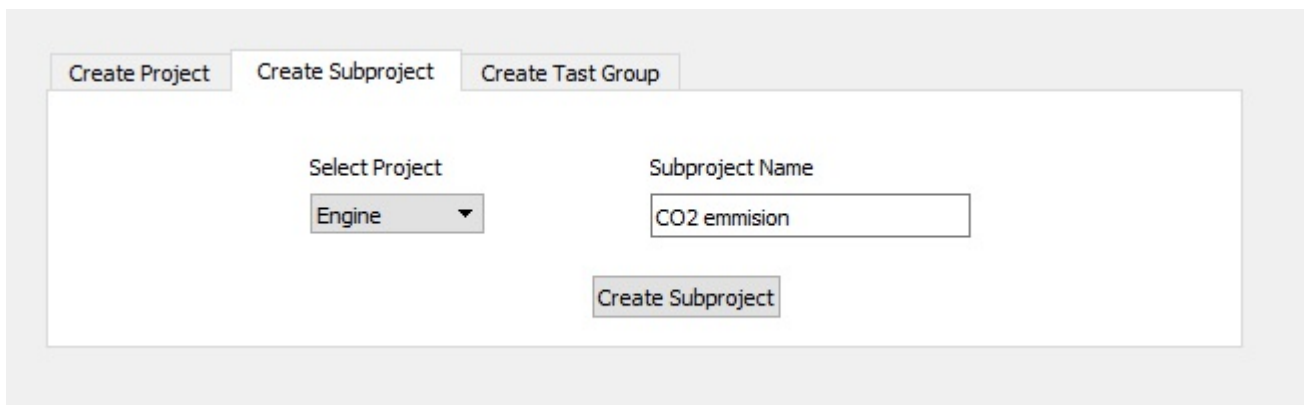 Create Project Create Subproject Create Tast Group
Select Project Subproject Name
Engine CO2 emmision
Create Subproject